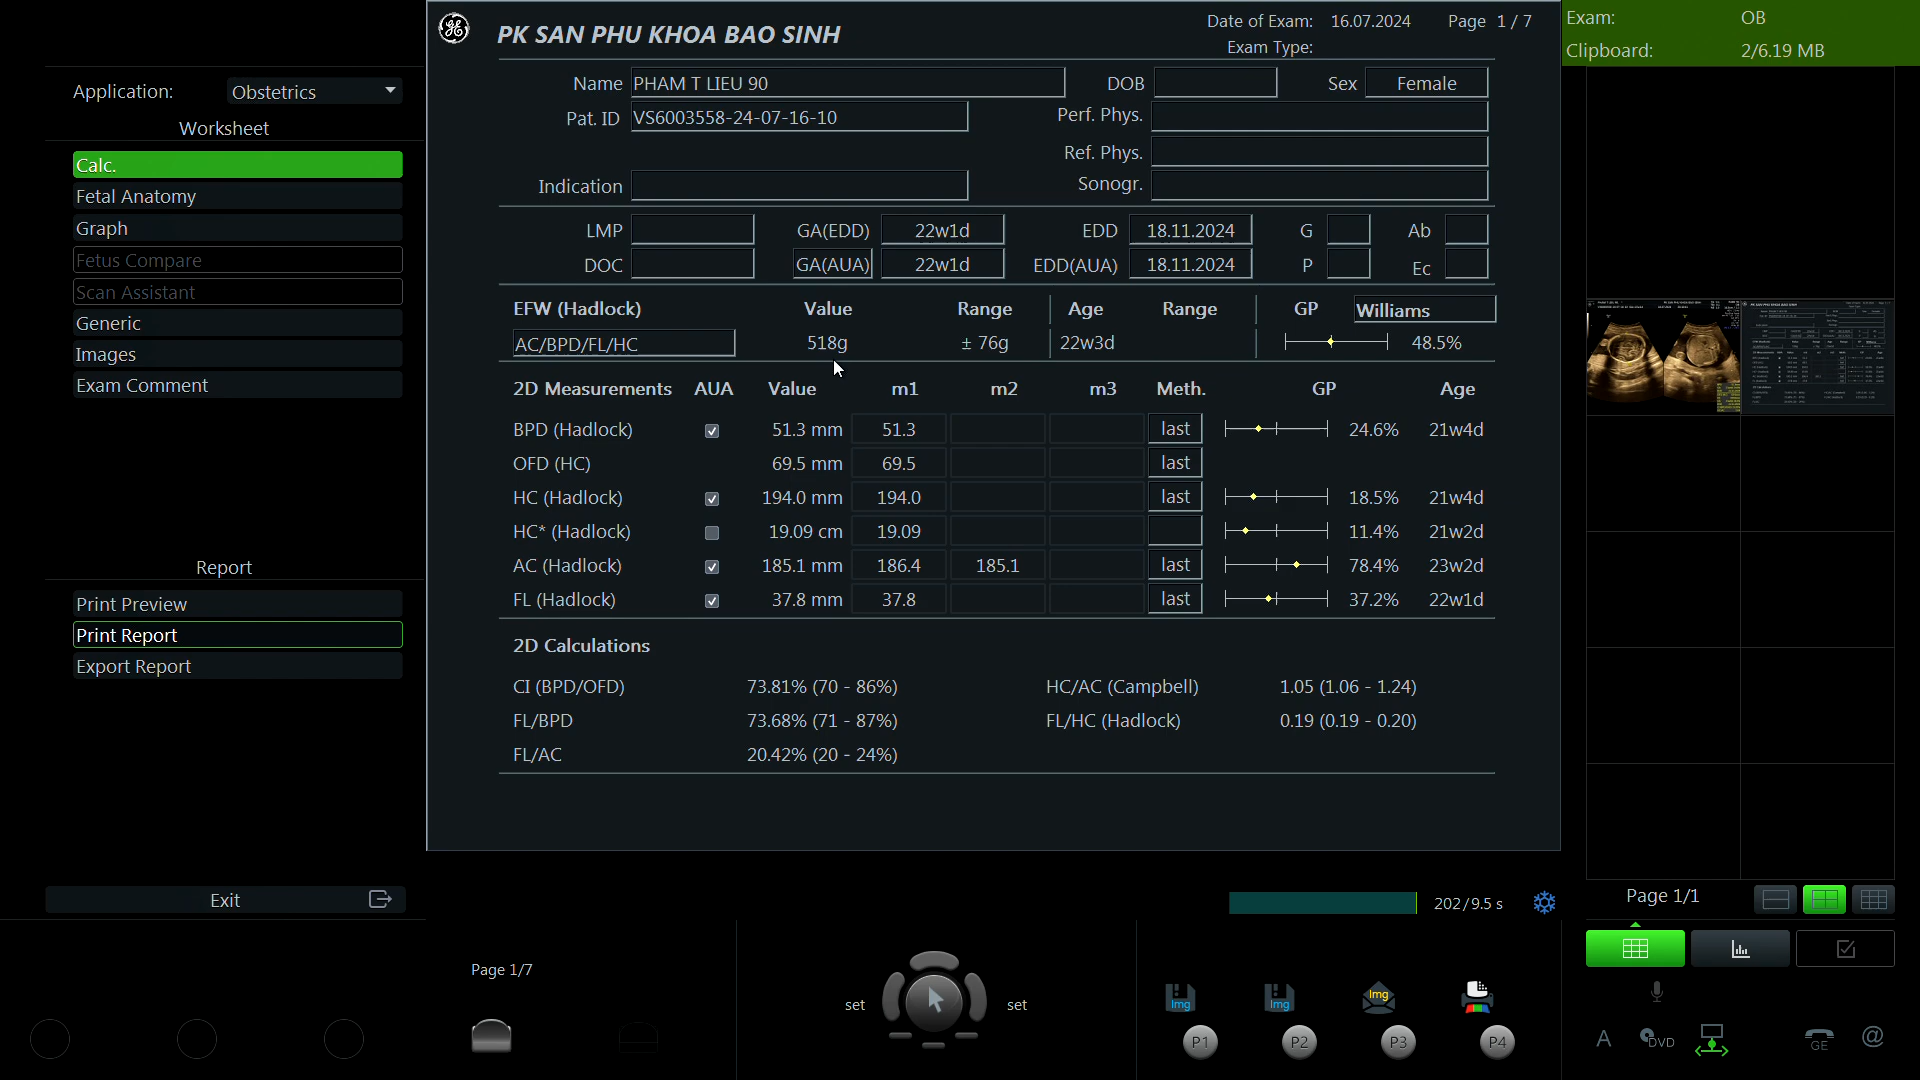 PK SAN PHU KHOA BAO SINH
Date of Exam: 16.07.2024 Page 1 / 7
Exam Type:
Exam: OB
Clipboard: 2/6.19 MB
Application: Obstetrics
Worksheet
Calc.
Fetal Anatomy
Graph
Fetus Compare
Scan Assistant
Generic
Images
Exam Comment
Report
Print Preview
Print Report
Export Report
Exit
Name PHAM T LIEU 90 DOB Sex Female
Pat. ID VS6003558-24-07-16-10 Perf. Phys.
Ref. Phys.
Indication Sonogr.
LMP GA(EDD) 22w1d EDD 18.11.2024 G Ab
DOC GA(AUA) 22w1d EDD(AUA) 18.11.2024 P Ec
EFW (Hadlock) Value Range Age Range GP Williams
AC/BPD/FL/HC 518g ± 76g 22w3d 48.5%
2D Measurements AUA Value m1 m2 m3 Meth. GP Age
BPD (Hadlock) 51.3 mm 51.3 last 24.6% 21w4d
OFD (HC) 69.5 mm 69.5 last
HC (Hadlock) 194.0 mm 194.0 last 18.5% 21w4d
HC* (Hadlock) 19.09 cm 19.09 11.4% 21w2d
AC (Hadlock) 185.1 mm 186.4 185.1 last 78.4% 23w2d
FL (Hadlock) 37.8 mm 37.8 last 37.2% 22w1d
2D Calculations
CI (BPD/OFD) 73.81% (70 - 86%) HC/AC (Campbell) 1.05 (1.06 - 1.24)
FL/BPD 73.68% (71 - 87%) FL/HC (Hadlock) 0.19 (0.19 - 0.20)
FL/AC 20.42% (20 - 24%)
202/9.5 s
Page 1/1
Page 1/7
set set
Img Img Img
P1 P2 P3 P4
A DVD GE @